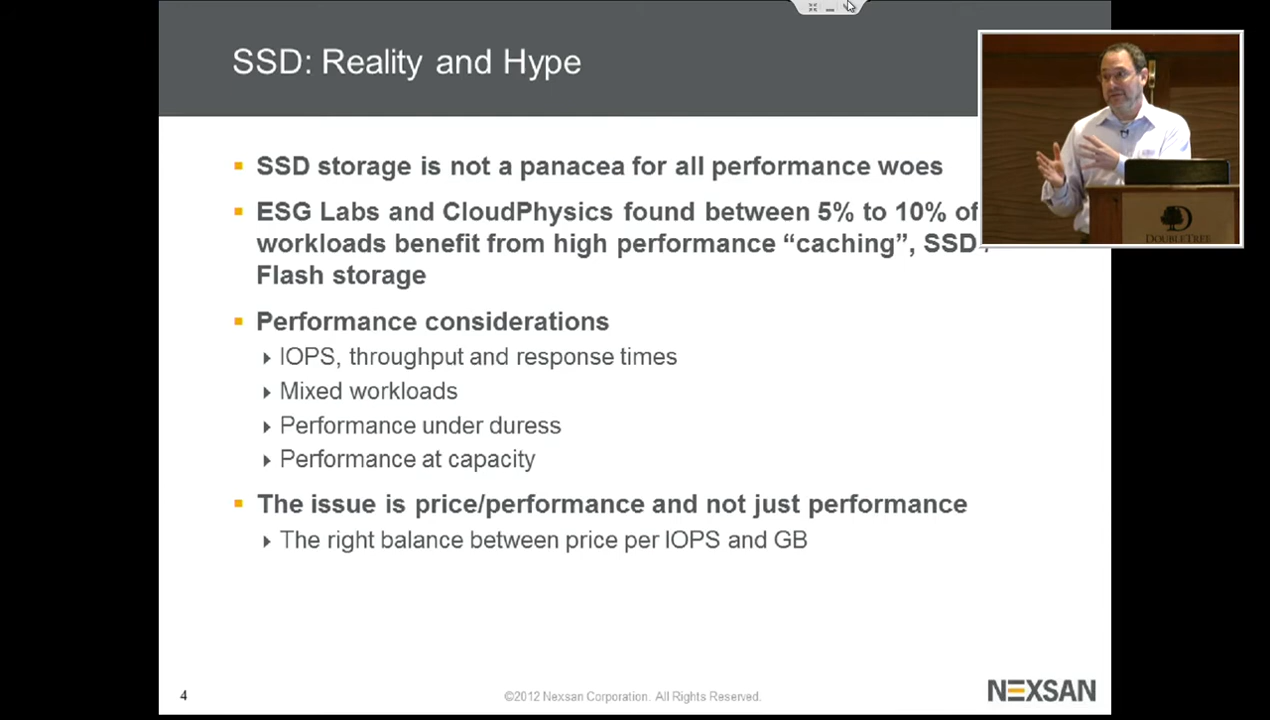 SSD: Reality and Hype
SSD storage is not a panacea for all performance woes
ESG Labs and CloudPhysics found between 5% to 10% of
workloads benefit from high performance “caching”, SSD
Flash storage
Performance considerations
IOPS, throughput and response times
Mixed workloads
Performance under duress
Performance at capacity
The issue is price/performance and not just performance
The right balance between price per IOPS and GB
4
©2012 Nexsan Corporation. All Rights Reserved.
NEXSAN
D
DOUBLETREE